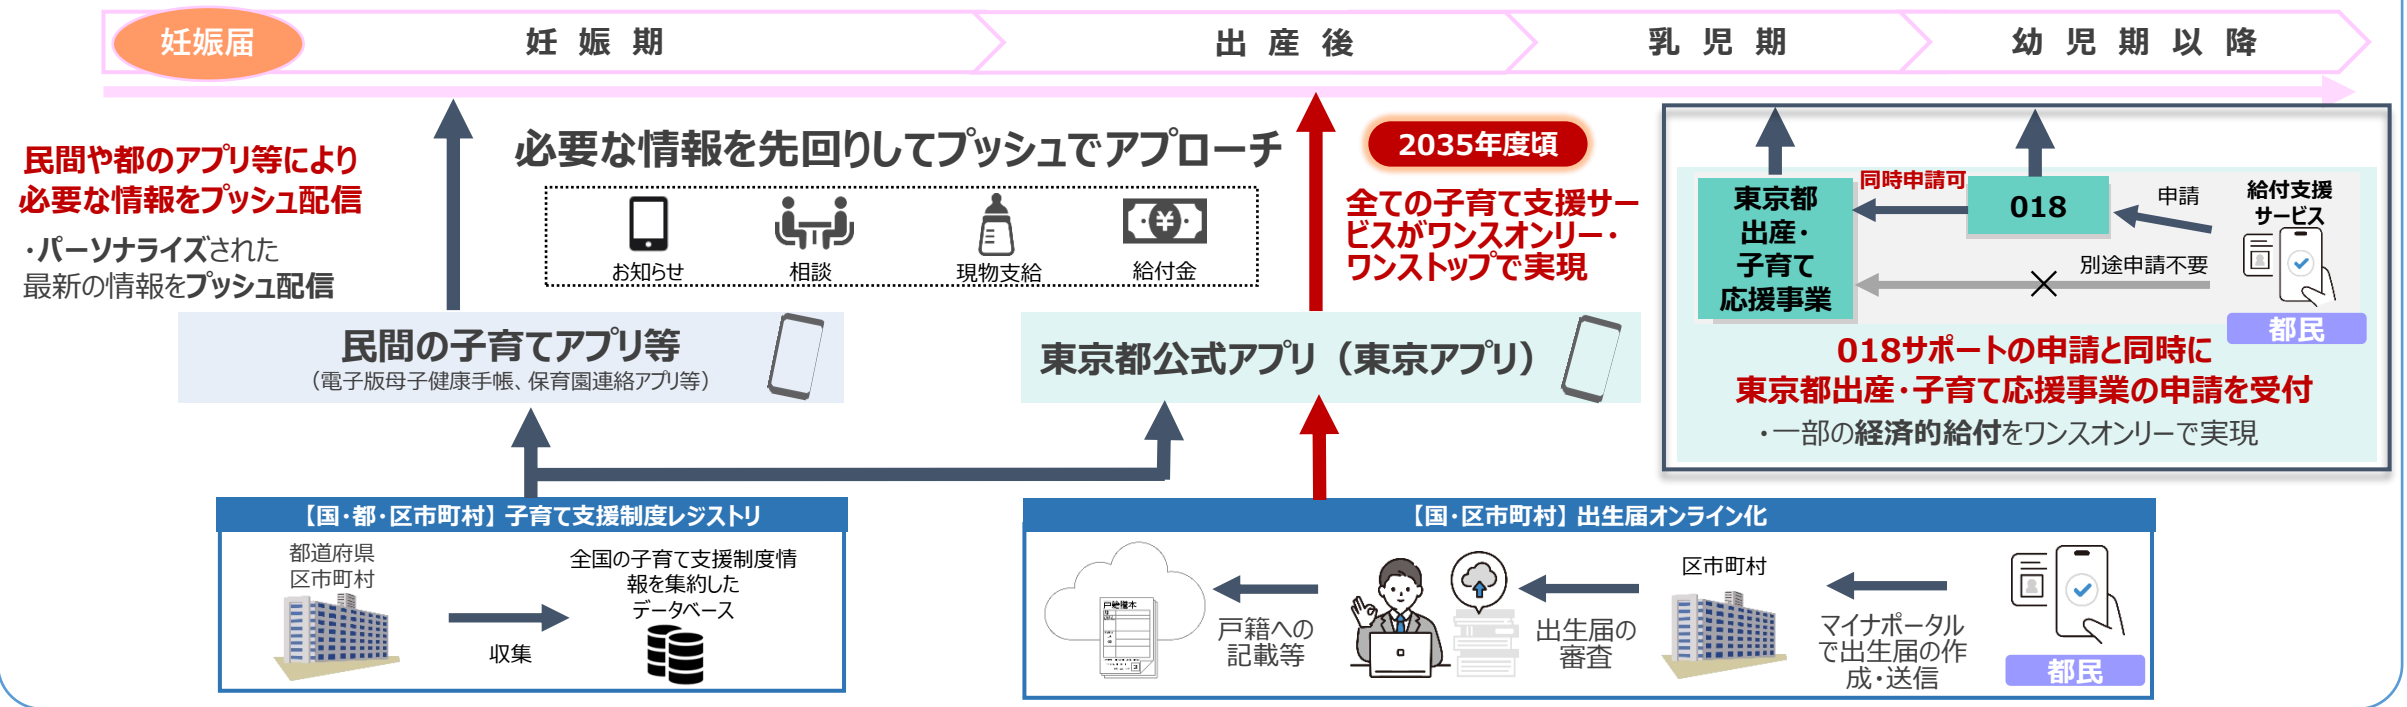 妊娠届
妊娠期
出産後
乳児期
幼児期以降
民間や都のアプリ等により
必要な情報をプッシュ配信
・パーソナライズされた
最新の情報をプッシュ配信
必要な情報を先回りしてプッシュでアプローチ
お知らせ
相談
現物支給
給付金
2035年度頃
全ての子育て支援サー
ビスがワンスオンリー・
ワンストップで実現
東京都
出産・
子育て
応援事業
同時申請可
018
申請
給付支援
サービス
別途申請不要
都民
018サポートの申請と同時に
東京都出産・子育て応援事業の申請を受付
・一部の経済的給付をワンスオンリーで実現
民間の子育てアプリ等
（電子版母子健康手帳、保育園連絡アプリ等）
東京都公式アプリ（東京アプリ）
【国・都・区市町村】子育て支援制度レジストリ
都道府県
区市町村
収集
全国の子育て支援制度情
報を集約した
データベース
【国・区市町村】出生届オンライン化
戸籍謄本
戸籍への
記載等
出生届の
審査
区市町村
マイナポータル
で出生届の作
成・送信
都民